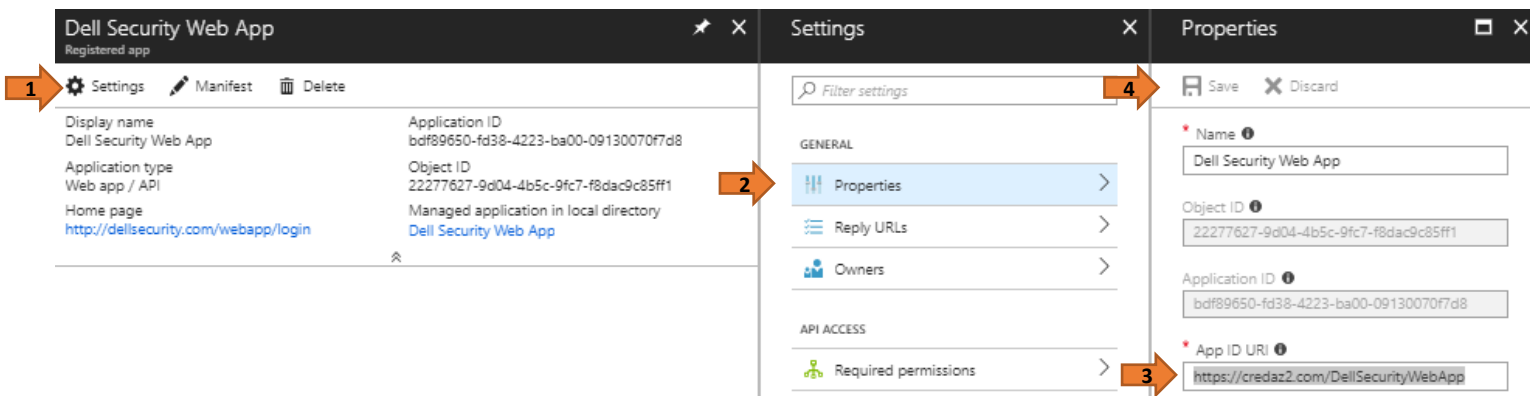 Dell Security Web App
Registered app
1
Settings
Manifest
Delete
Display name
Dell Security Web App
Application ID
bdf89650-fd38-4223-ba00-09130070f7d8
Application type
Web app / API
Object ID
22277627-9d04-4b5c-9fc7-f8dac9c85ff1
Home page
http://dellsecurity.com/webapp/login
Managed application in local directory
Dell Security Web App
Settings
Filter settings
GENERAL
2
Properties
Reply URLs
Owners
API ACCESS
Required permissions
Properties
4
Save
Discard
* Name
Dell Security Web App
Object ID
22277627-9d04-4b5c-9fc7-f8dac9c85ff1
Application ID
bdf89650-fd38-4223-ba00-09130070f7d8
* App ID URI
3
https://credaz2.com/DellSecurityWebApp